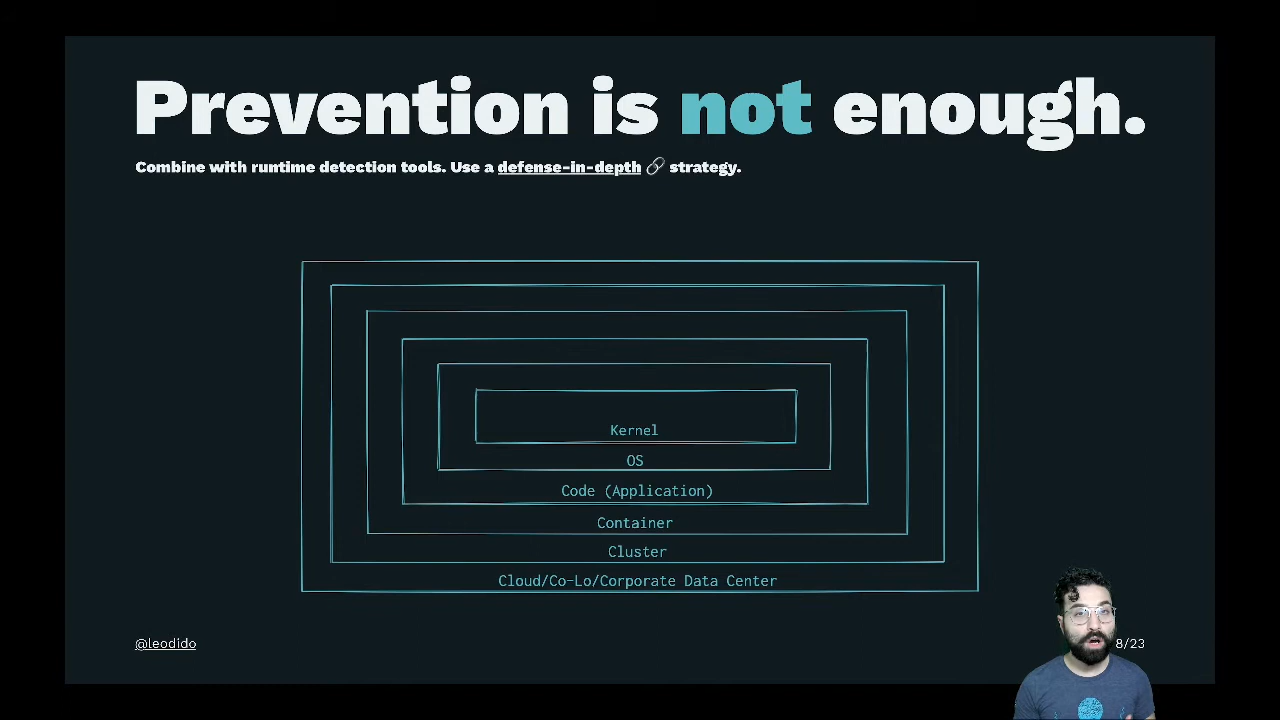 Prevention is not enough.
Combine with runtime detection tools. Use a defense-in-depth 🔗 strategy.
Kernel
OS
Code (Application)
Container
Cluster
Cloud/Co-Lo/Corporate Data Center
@leodido
8/23